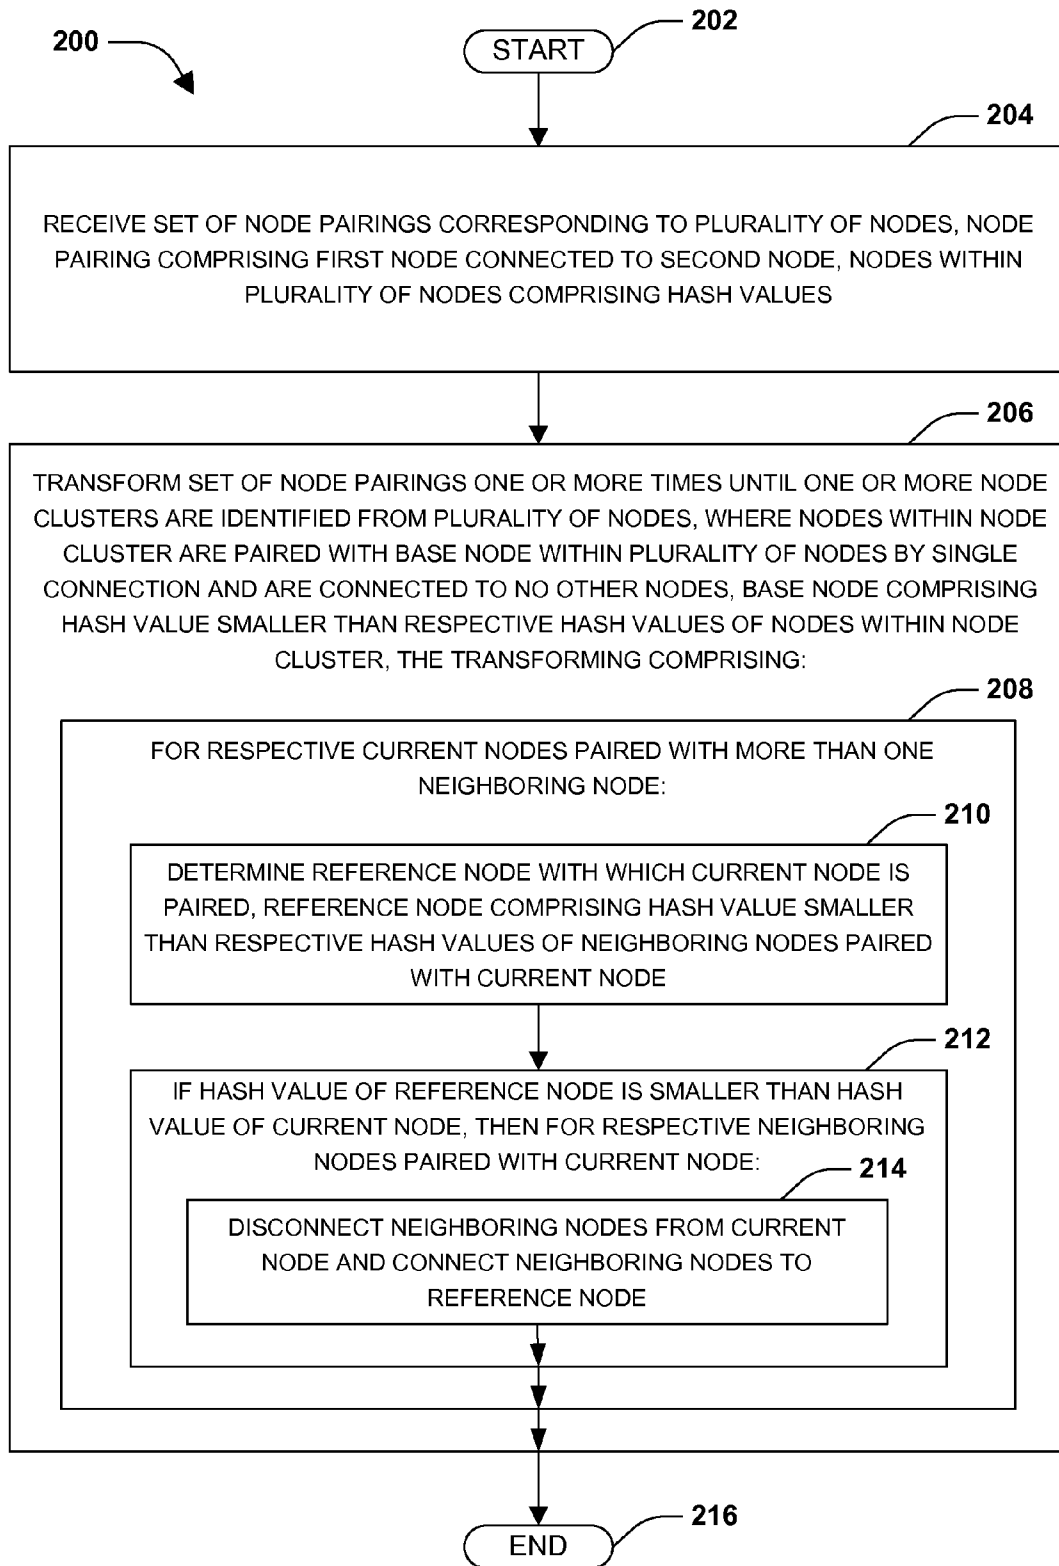 200
START
202
204
RECEIVE SET OF NODE PAIRINGS CORRESPONDING TO PLURALITY OF NODES, NODE
PAIRING COMPRISING FIRST NODE CONNECTED TO SECOND NODE, NODES WITHIN
PLURALITY OF NODES COMPRISING HASH VALUES
206
TRANSFORM SET OF NODE PAIRINGS ONE OR MORE TIMES UNTIL ONE OR MORE NODE
CLUSTERS ARE IDENTIFIED FROM PLURALITY OF NODES, WHERE NODES WITHIN NODE
CLUSTER ARE PAIRED WITH BASE NODE WITHIN PLURALITY OF NODES BY SINGLE
CONNECTION AND ARE CONNECTED TO NO OTHER NODES, BASE NODE COMPRISING
HASH VALUE SMALLER THAN RESPECTIVE HASH VALUES OF NODES WITHIN NODE
CLUSTER, THE TRANSFORMING COMPRISING:
208
FOR RESPECTIVE CURRENT NODES PAIRED WITH MORE THAN ONE
NEIGHBORING NODE:
210
DETERMINE REFERENCE NODE WITH WHICH CURRENT NODE IS
PAIRED, REFERENCE NODE COMPRISING HASH VALUE SMALLER
THAN RESPECTIVE HASH VALUES OF NEIGHBORING NODES PAIRED
WITH CURRENT NODE
212
IF HASH VALUE OF REFERENCE NODE IS SMALLER THAN HASH
VALUE OF CURRENT NODE, THEN FOR RESPECTIVE NEIGHBORING
NODES PAIRED WITH CURRENT NODE:
214
DISCONNECT NEIGHBORING NODES FROM CURRENT
NODE AND CONNECT NEIGHBORING NODES TO
REFERENCE NODE
216
END